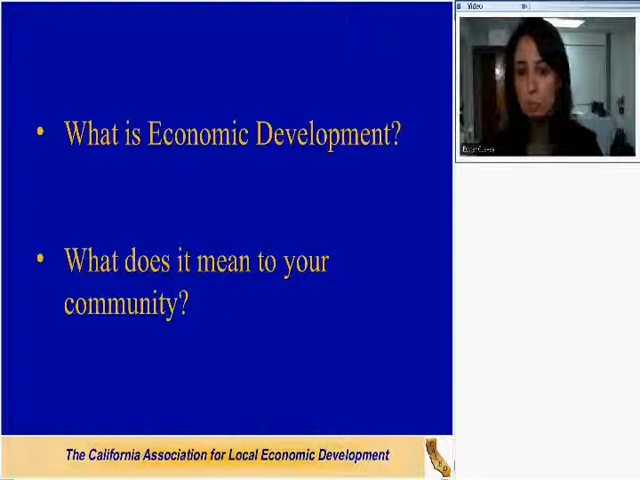 • What is Economic Development?
• What does it mean to your
community?
The California Association for Local Economic Development
Video